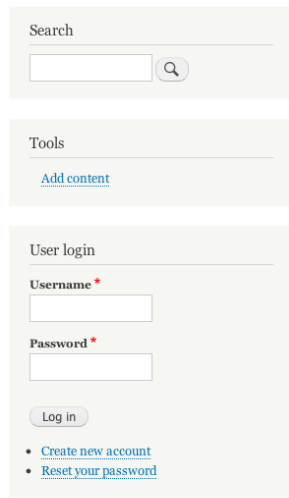 Search
Tools
Add content
User login
Username *
Password *
Log in
Create new account
Reset your password